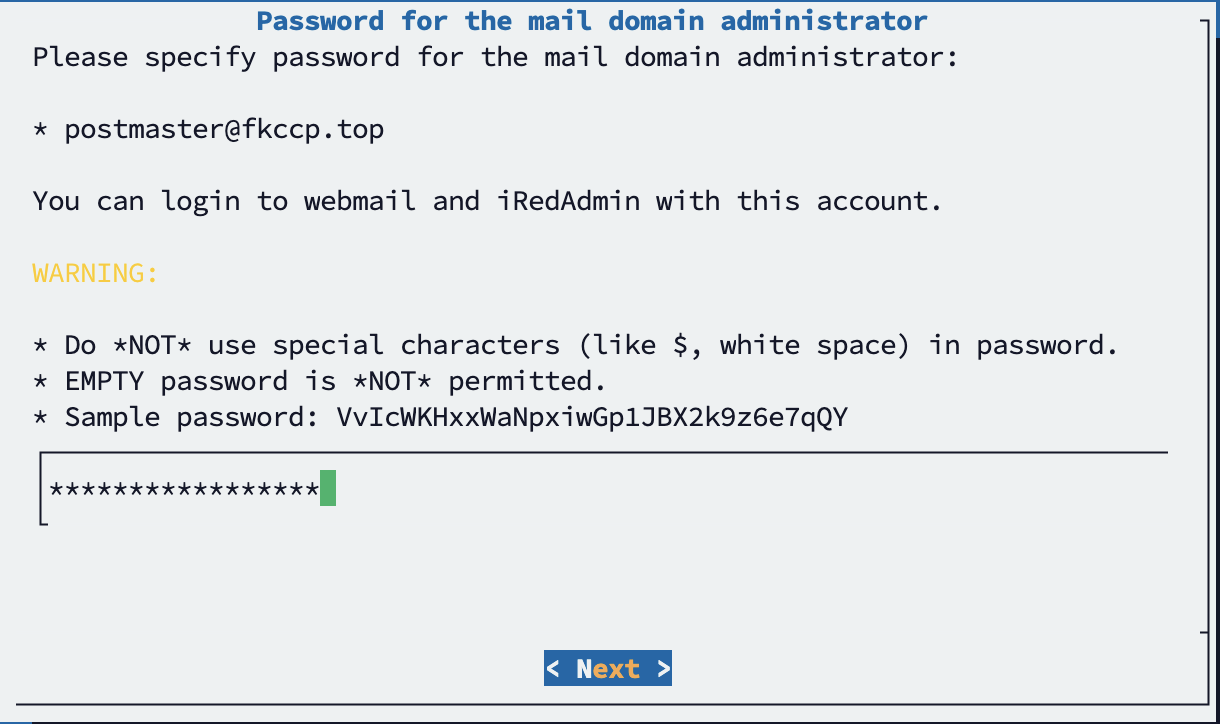 Password for the mail domain administrator
Please specify password for the mail domain administrator:
* postmaster@fkccp.top
You can login to webmail and iRedAdmin with this account.
WARNING:
* Do *NOT* use special characters (like $, white space) in password.
* EMPTY password is *NOT* permitted.
* Sample password: VvIcWKHxxWaNpxiwGp1JBX2k9z6e7qQY
*****************
< Next >